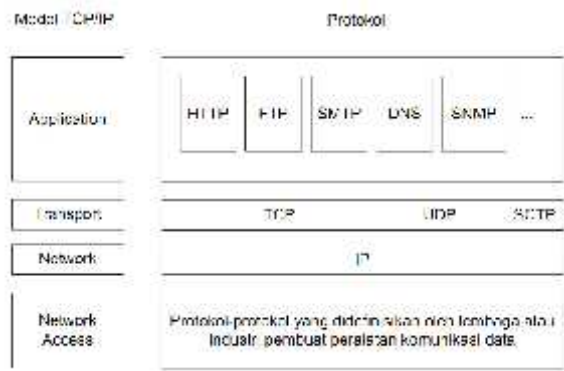 Model TCP/IP
Protokol
Application
HTTP FTP SMTP DNS SNMP ...
Transport
TCP UDP SCTP
Network
IP
Network
Access
Protokol-protokol yang didefinisikan oleh lembaga atau
industri pembuat peralatan komunikasi data